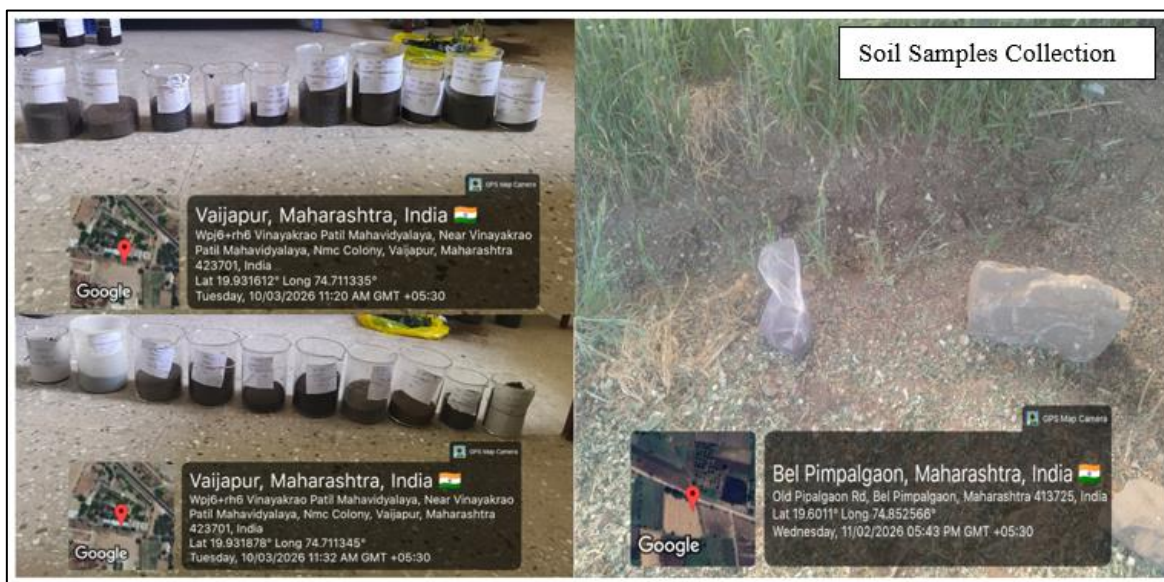 Soil Samples Collection
GPS Map Camera
Vaijapur, Maharashtra, India
Wpj6+rh6 Vinayakrao Patil Mahavidyalaya, Near Vinayakrao
Patil Mahavidyalaya, Nmc Colony, Vaijapur, Maharashtra
423701, India
Lat 19.931612° Long 74.711335°
Tuesday, 10/03/2026 11:20 AM GMT +05:30
Google
GPS Map Camera
Vaijapur, Maharashtra, India
Wpj6+rh6 Vinayakrao Patil Mahavidyalaya, Near Vinayakrao
Patil Mahavidyalaya, Nmc Colony, Vaijapur, Maharashtra
423701, India
Lat 19.931878° Long 74.711345°
Tuesday, 10/03/2026 11:32 AM GMT +05:30
Google
GPS Map Camera
Bel Pimpalgaon, Maharashtra, India
Old Pipalgaon Rd, Bel Pimpalgaon, Maharashtra 413725, India
Lat 19.6011° Long 74.852566°
Wednesday, 11/02/2026 05:43 PM GMT +05:30
Google